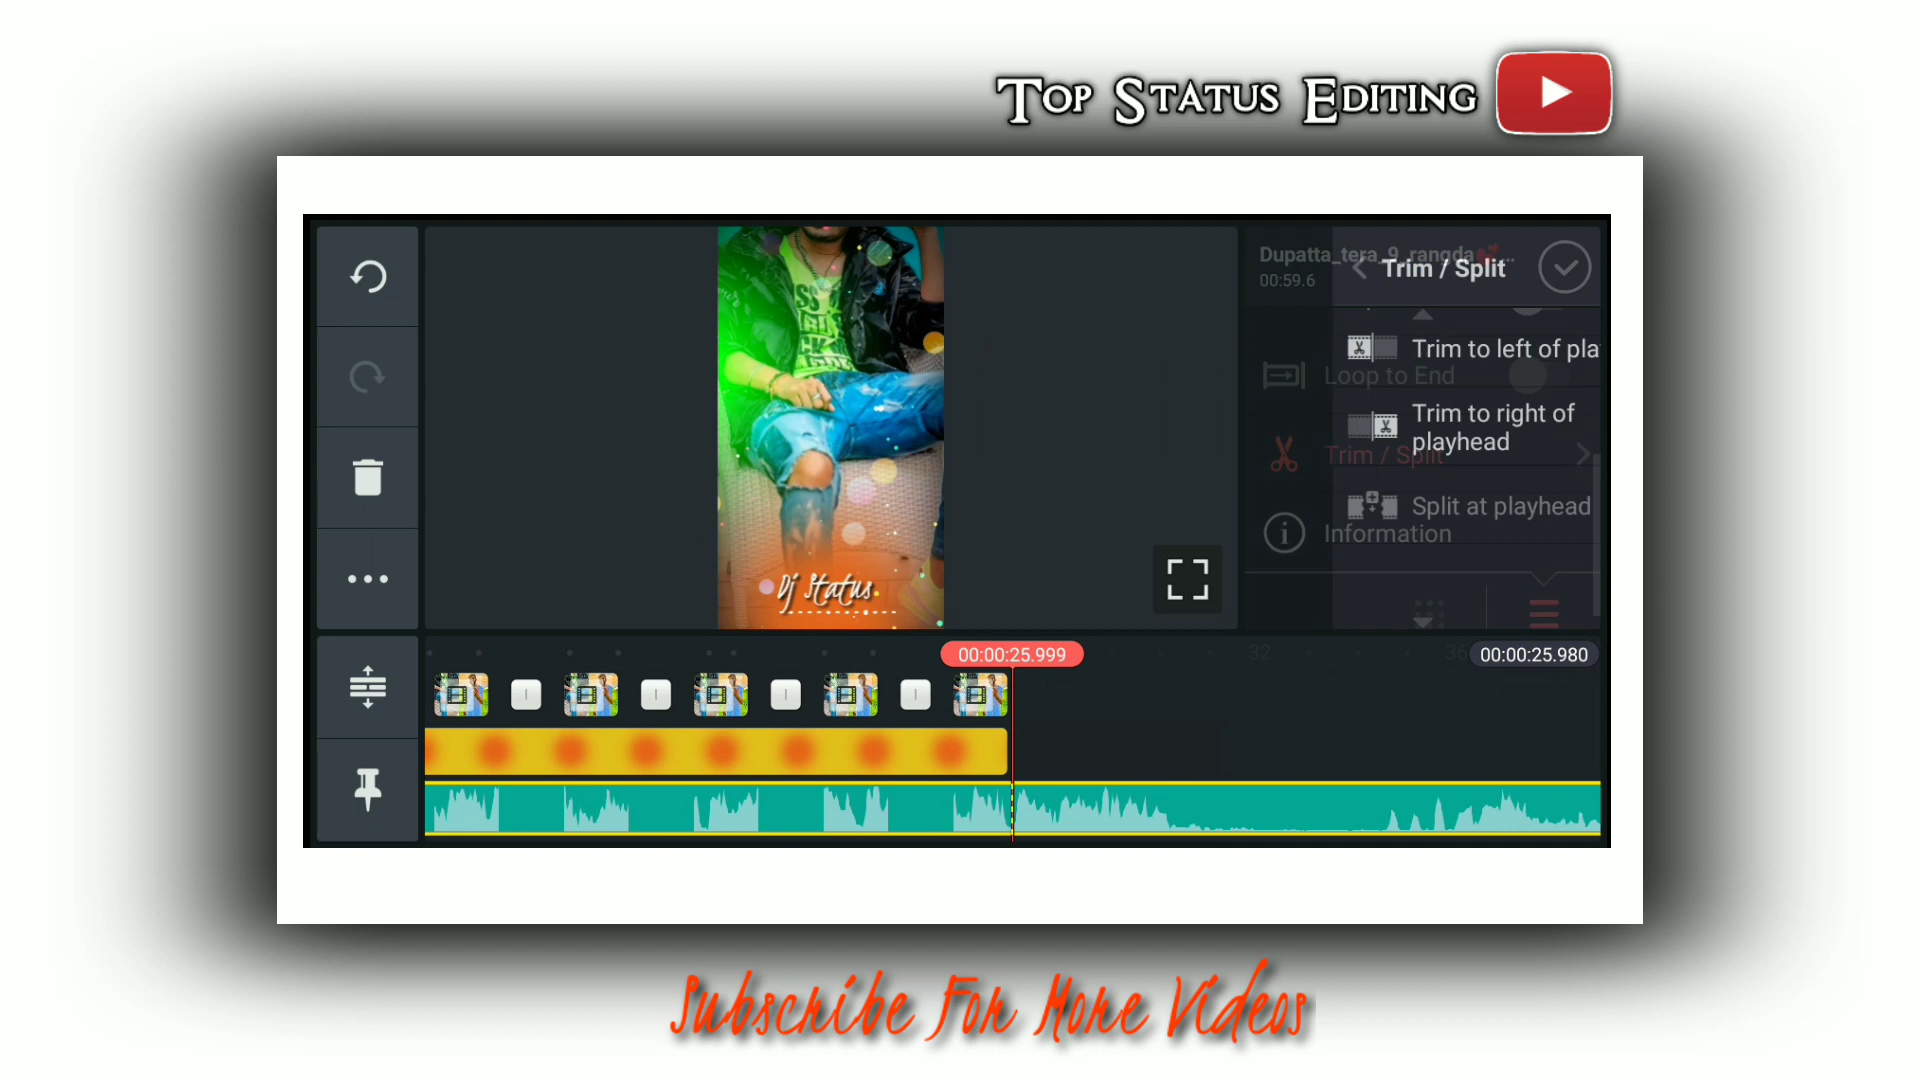 Top Status Editing
Dupatta_tera_9_rangda💕...
00:59.6
Trim / Split
Trim to left of pla
Loop to End
Trim to right of
playhead
Trim / Split
Split at playhead
Information
Dj Status
00:00:25.999
32
36
00:00:25.980
Subscribe For More Videos